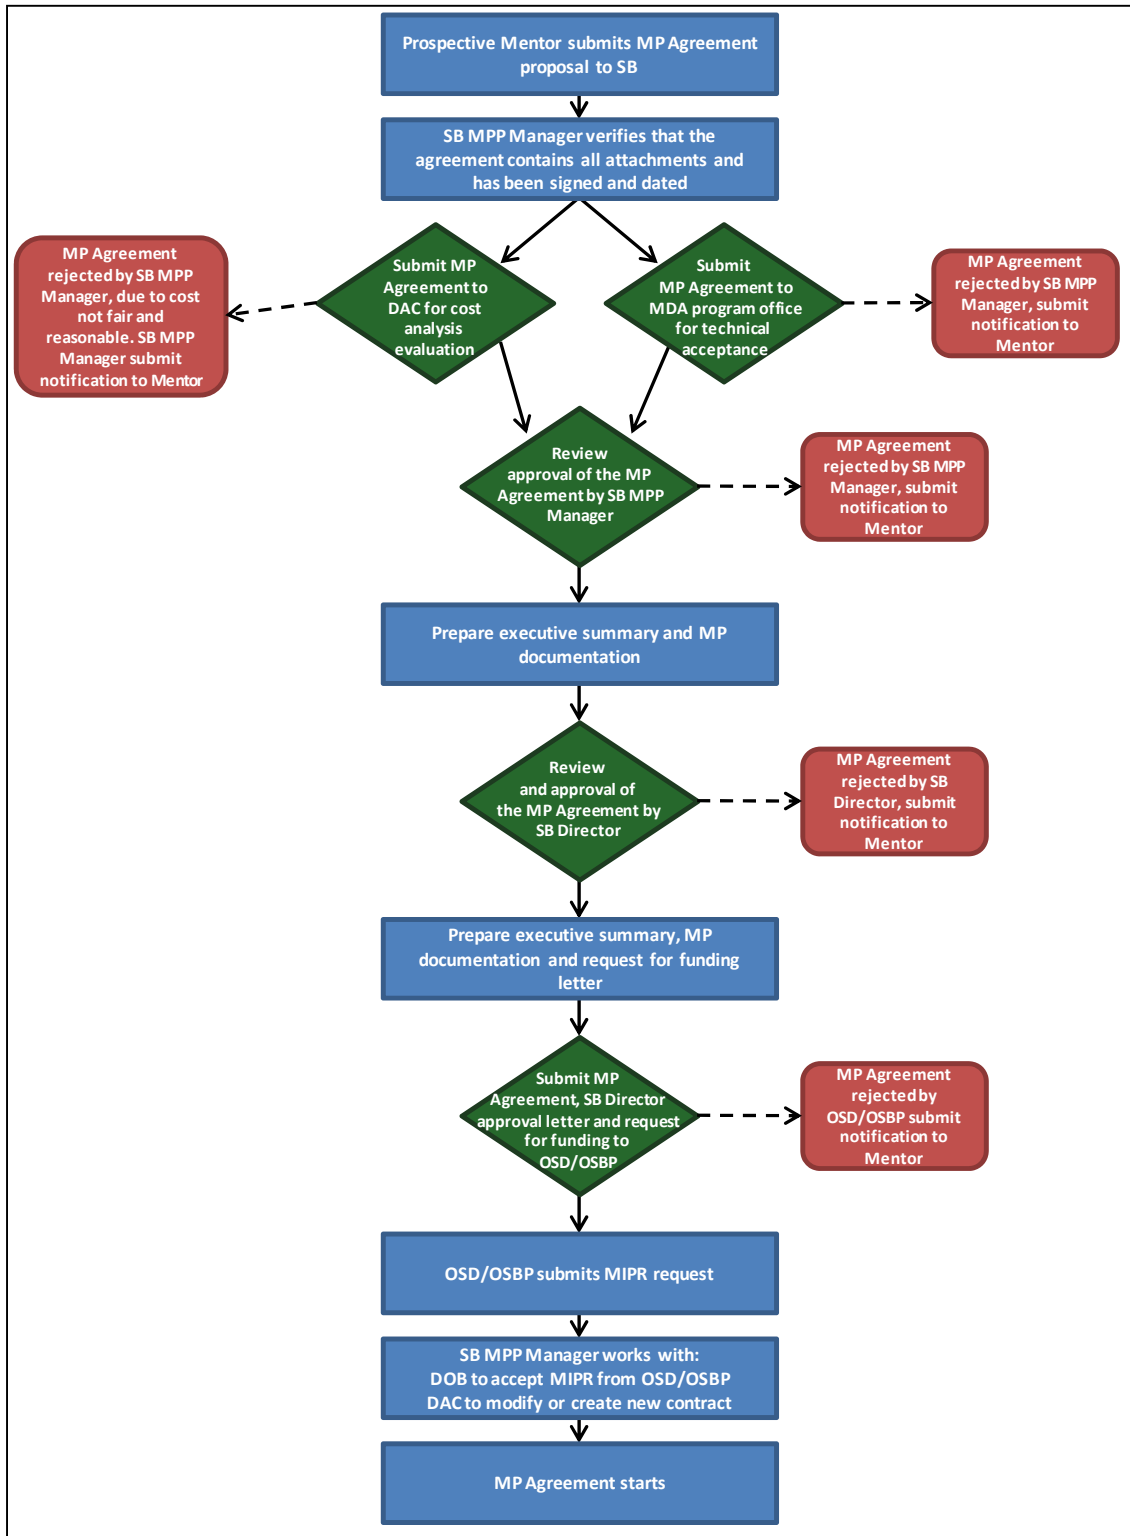 Prospective Mentor submits MP Agreement
proposal to SB
SB MPP Manager verifies that the
agreement contains all attachments and
has been signed and dated
MP Agreement
rejected by SB MPP
Manager, due to cost
not fair and
reasonable. SB MPP
Manager submit
notification to Mentor
Submit MP
Agreement to
DAC for cost
analysis
evaluation
Submit
MP Agreement to
MDA program office
for technical
acceptance
MP Agreement
rejected by SB MPP
Manager, submit
notification to
Mentor
Review
approval of the MP
Agreement by SB MPP
Manager
MP Agreement
rejected by SB MPP
Manager, submit
notification to
Mentor
Prepare executive summary and MP
documentation
Review
and approval of
the MP Agreement by
SB Director
MP Agreement
rejected by SB
Director, submit
notification to
Mentor
Prepare executive summary, MP
documentation and request for funding
letter
Submit MP
Agreement, SB Director
approval letter and request
for funding to
OSD/OSBP
MP Agreement
rejected by
OSD/OSBP submit
notification to
Mentor
OSD/OSBP submits MIPR request
SB MPP Manager works with:
DOB to accept MIPR from OSD/OSBP
DAC to modify or create new contract
MP Agreement starts